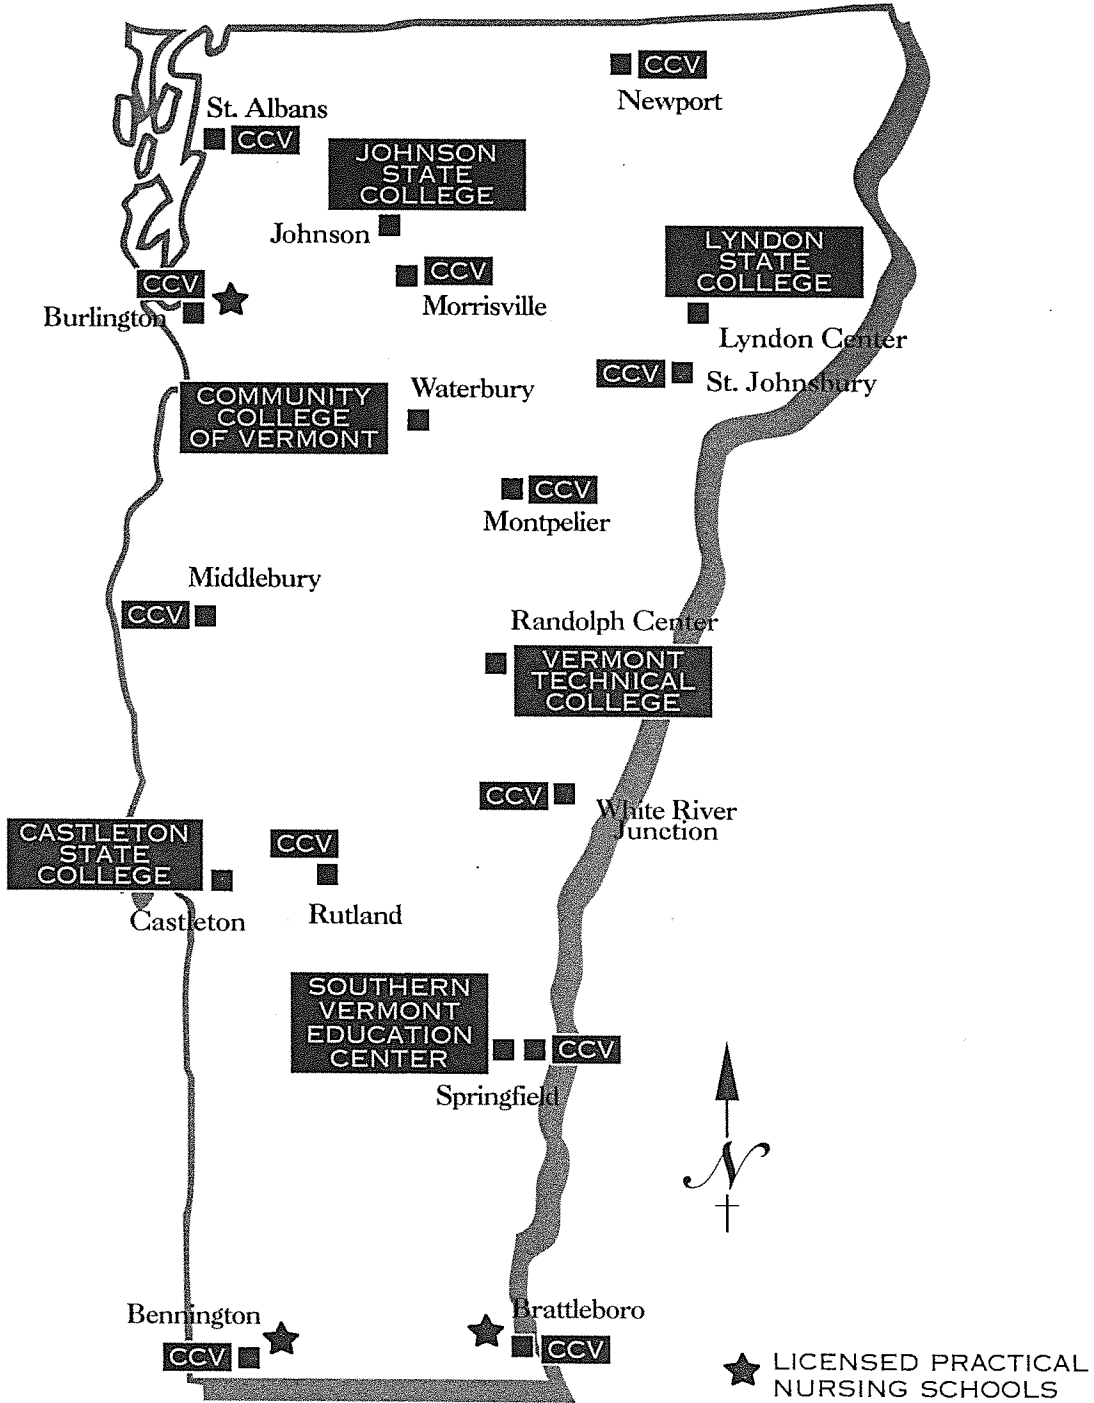 CCV
Newport
St. Albans
CCV
JOHNSON
STATE
COLLEGE
Johnson
LYNDON
STATE
COLLEGE
Lyndon Center
CCV
Morrisville
CCV
Burlington
CCV
St. Johnsbury
COMMUNITY
COLLEGE
OF VERMONT
Waterbury
CCV
Montpelier
Middlebury
CCV
Randolph Center
VERMONT
TECHNICAL
COLLEGE
CCV
White River
Junction
CASTLETON
STATE
COLLEGE
Castleton
CCV
Rutland
SOUTHERN
VERMONT
EDUCATION
CENTER
CCV
Springfield
N
Bennington
CCV
Brattleboro
CCV
LICENSED PRACTICAL
NURSING SCHOOLS